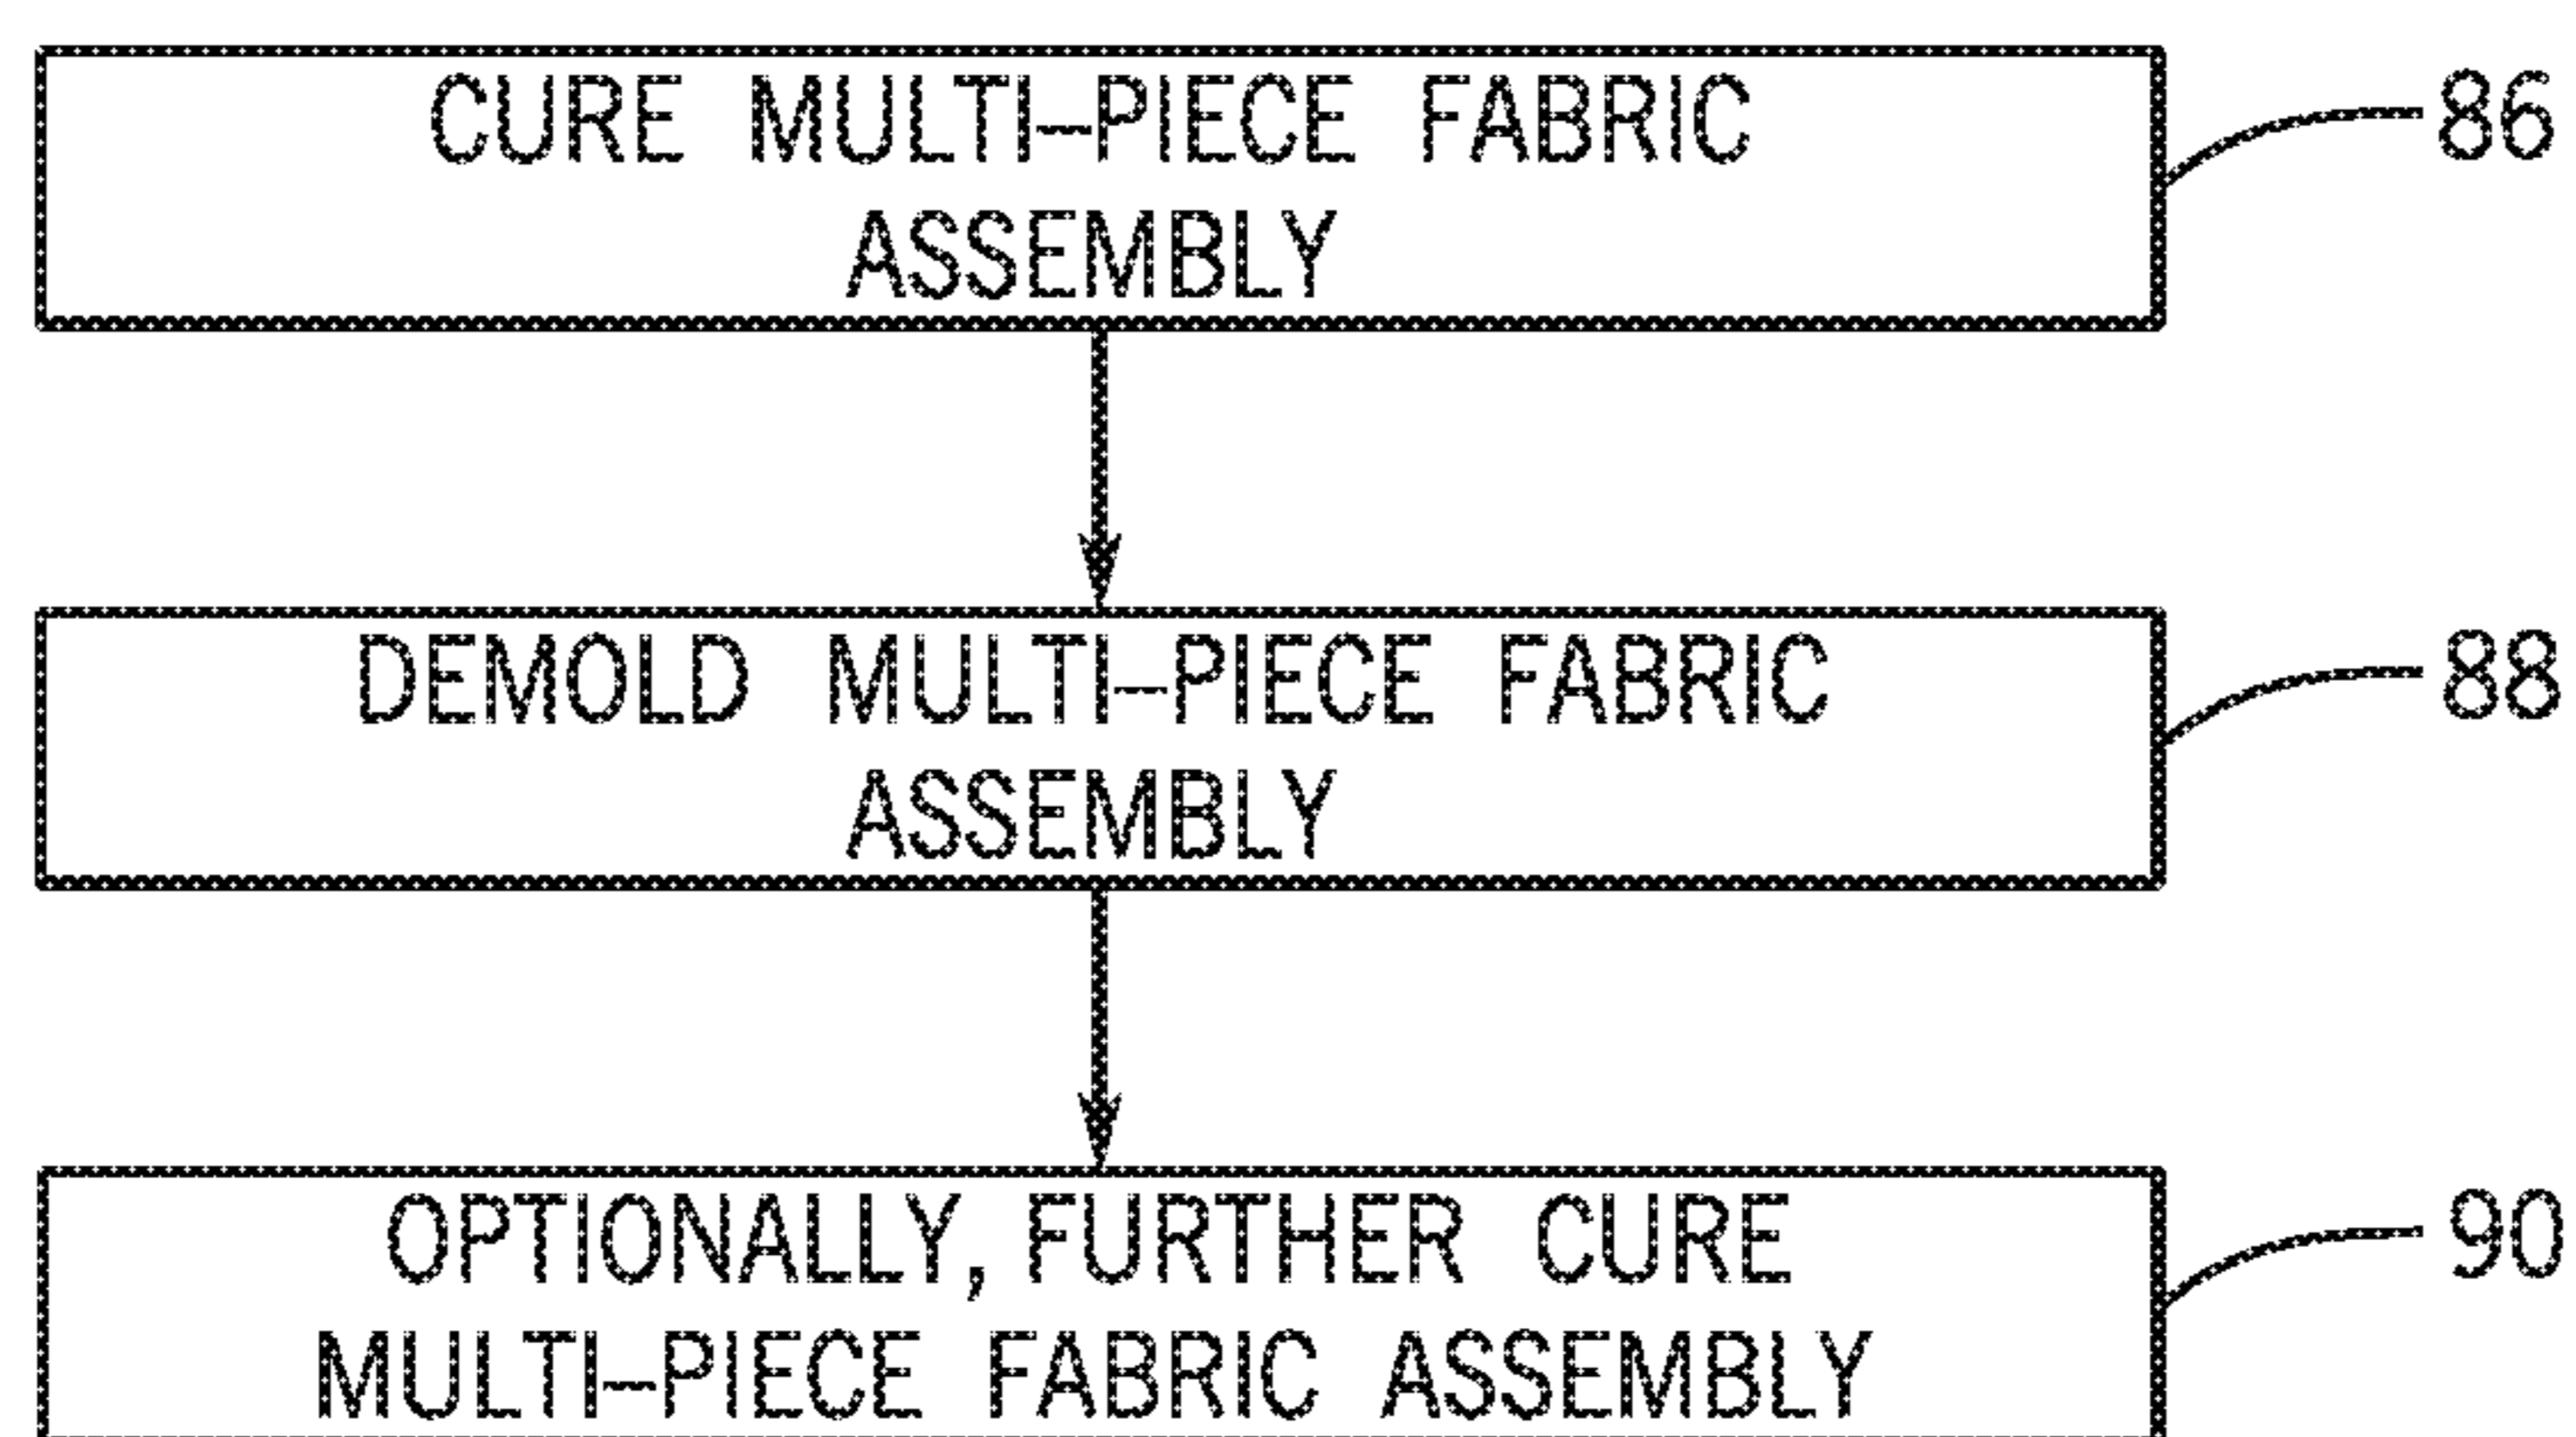 CURE MULTI-PIECE FABRIC
ASSEMBLY
86
DEMOLD MULTI-PIECE FABRIC
ASSEMBLY
88
OPTIONALLY, FURTHER CURE
MULTI-PIECE FABRIC ASSEMBLY
90